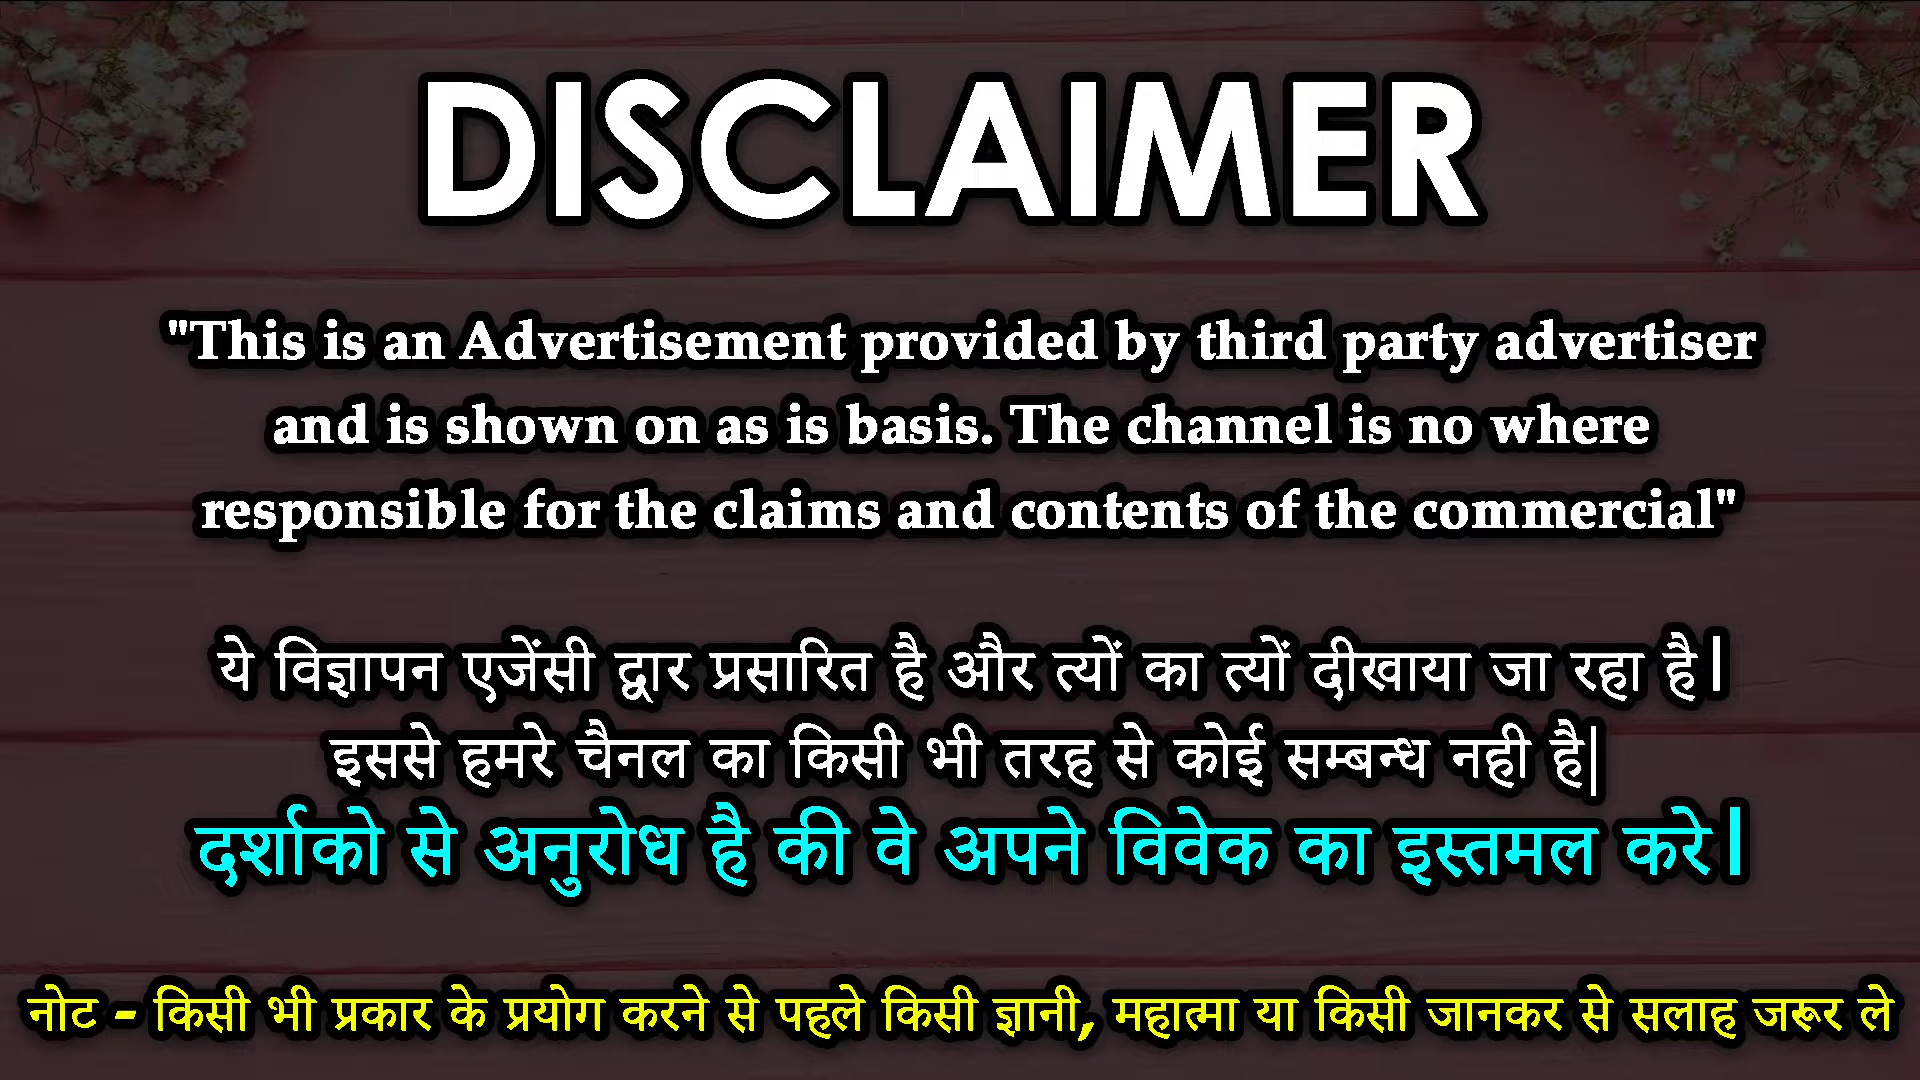 DISCLAIMER
"This is an Advertisement provided by third party advertiser
and is shown on as is basis. The channel is no where
responsible for the claims and contents of the commercial"
ये विज्ञापन एजेंसी द्वार प्रसारित है और त्यों का त्यों दीखाया जा रहा है।
इससे हमरे चैनल का किसी भी तरह से कोई सम्बन्ध नही है|
दर्शाको से अनुरोध है की वे अपने विवेक का इस्तमल करे।
नोट - किसी भी प्रकार के प्रयोग करने से पहले किसी ज्ञानी, महात्मा या किसी जानकर से सलाह जरूर ले